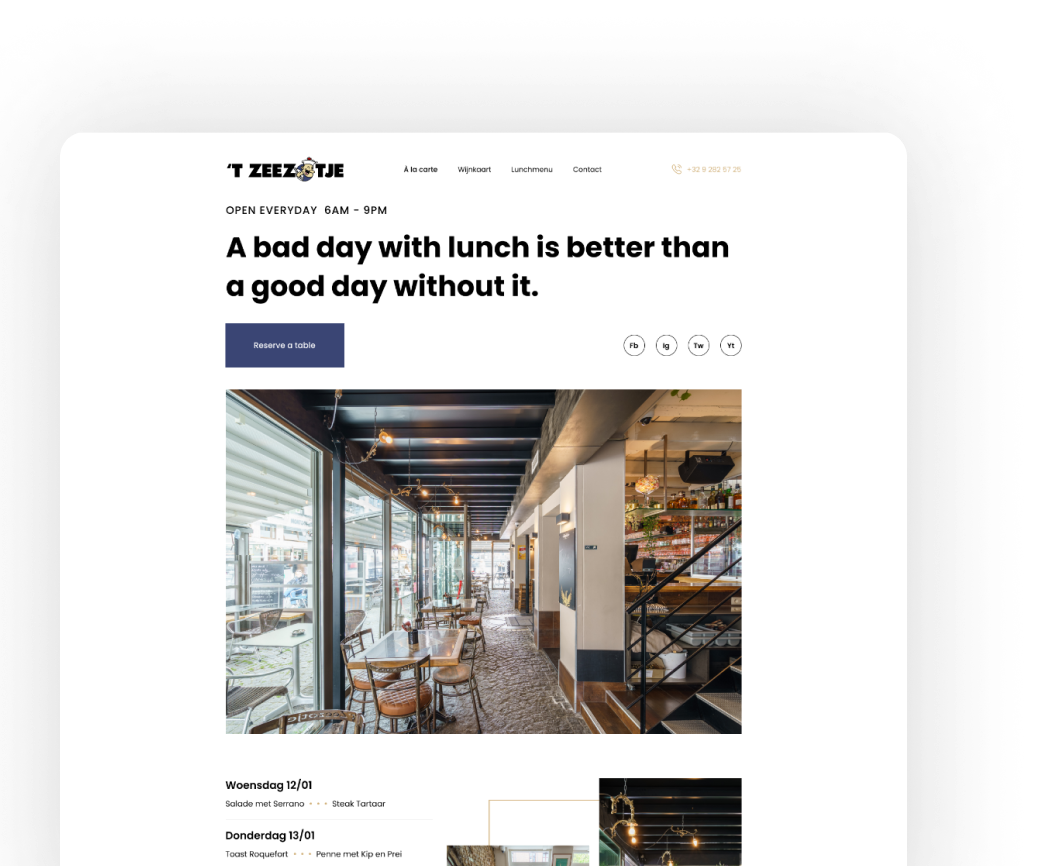 'T ZEEZOTJE
À la carte
Wijnkaart
Lunchmenu
Contact
+32 9 282 57 25
OPEN EVERYDAY 6AM - 9PM
A bad day with lunch is better than
a good day without it.
Reserve a table
Fb
Ig
Tw
Yt
Woensdag 12/01
Salade met Serrano • • • Steak Tartaar
Donderdag 13/01
Toast Roquefort • • • Penne met Kip en Prei